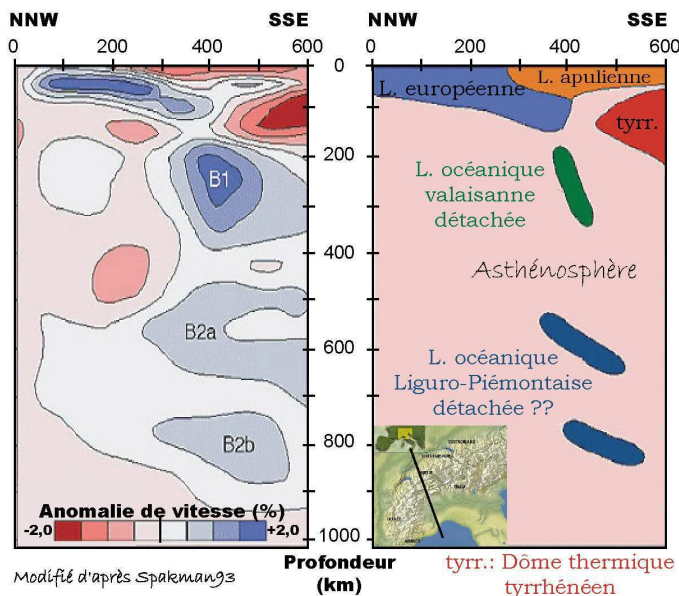 NNW SSE
0 200 400 600
NNW SSE
0 200 400 600
0
200
400
600
800
1000
B1
B2a
B2b
Anomalie de vitesse (%)
-2,0 +2,0
Modifié d'après Spakman93
Profondeur
(km)
L. européenne
L. apulienne
tyrr.
L. océanique
valaisanne
détachée
Asthénosphère
L. océanique
Liguro-Piémontaise
détachée ??
tyrr.: Dôme thermique
tyrrhénéen